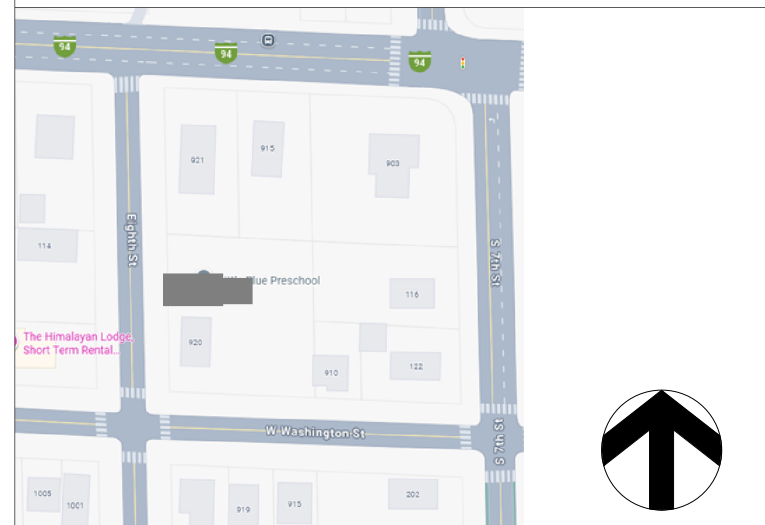 94
94
94
921
915
903
Eighth St
S 7th St
114
Blue Preschool
116
The Himalayan Lodge,
Short Term Rental...
920
910
122
W Washington St
S 7th St
1005
1001
919
915
202